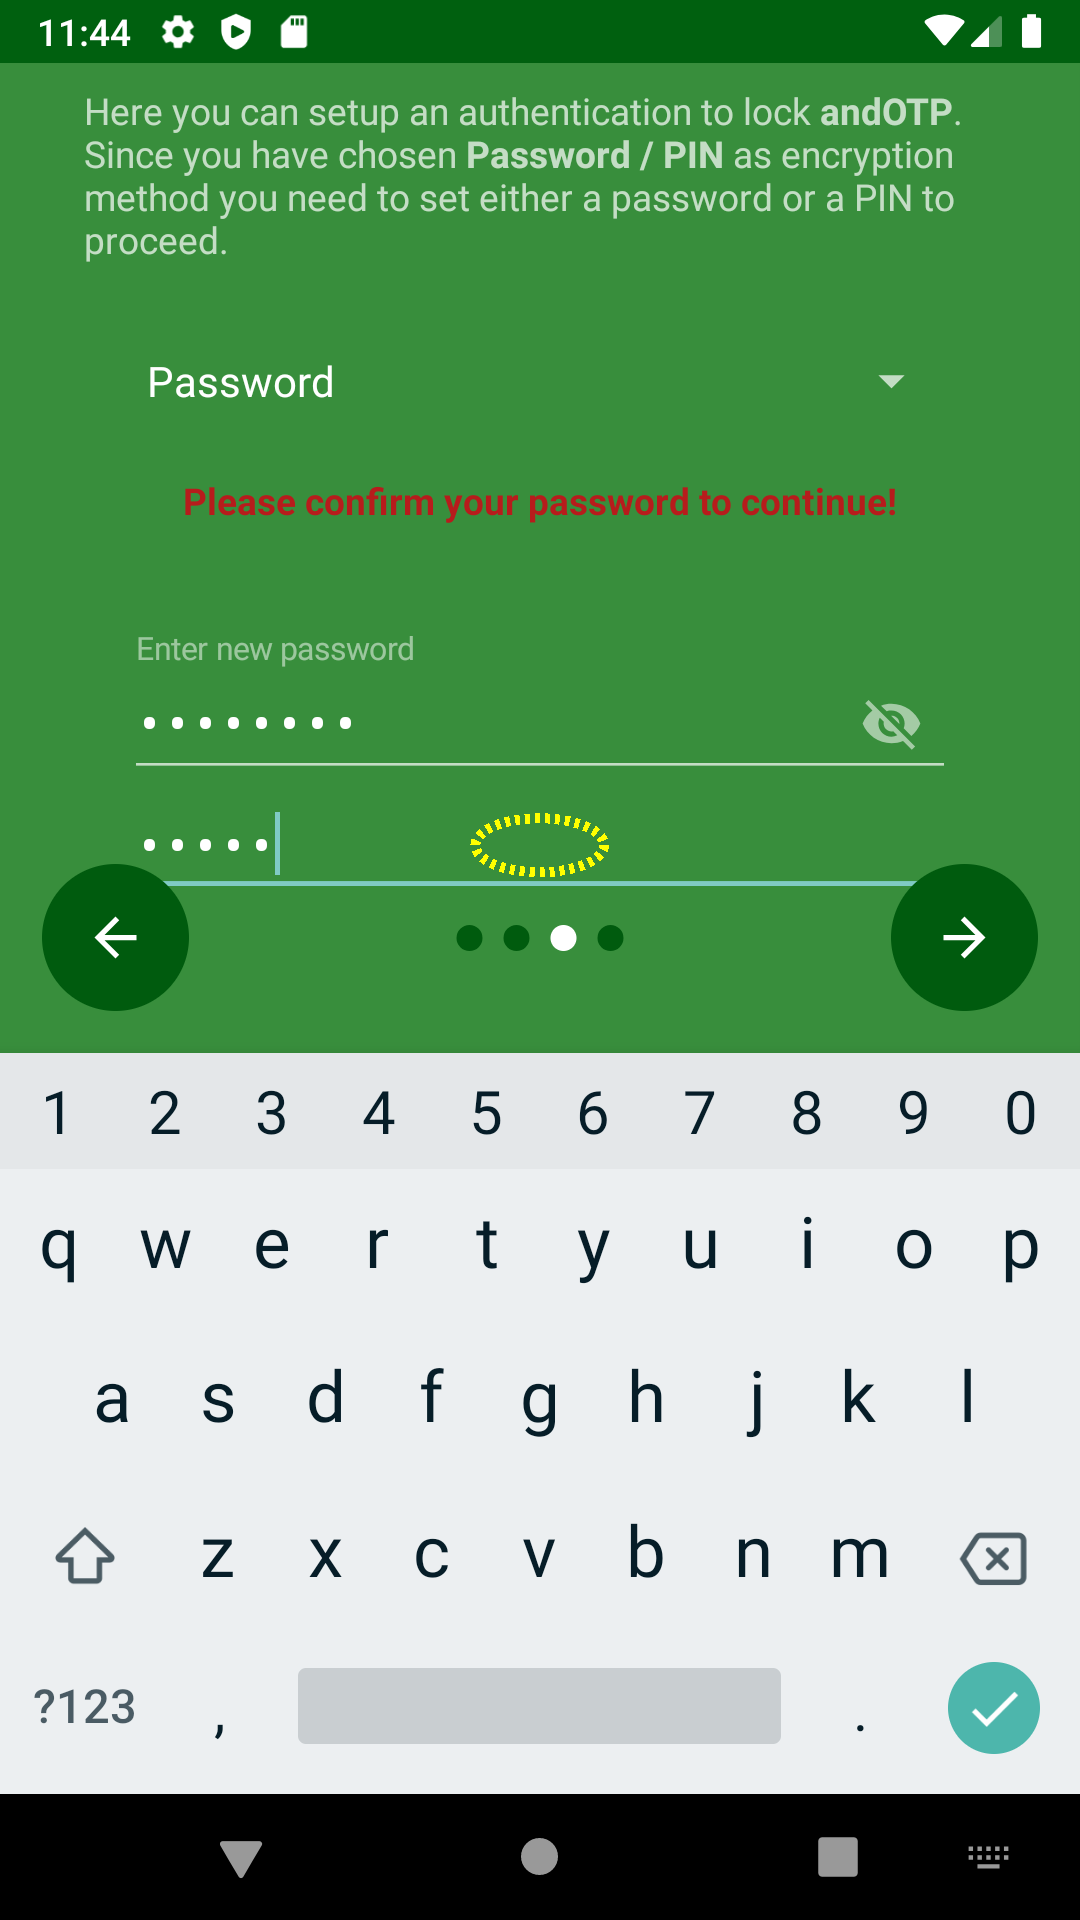 11:44
Here you can setup an authentication to lock andOTP.
Since you have chosen Password / PIN as encryption
method you need to set either a password or a PIN to
proceed.
Password
Please confirm your password to continue!
Enter new password
1 2 3 4 5 6 7 8 9 0
q w e r t y u i o p
a s d f g h j k l
z x c v b n m
?123 , .